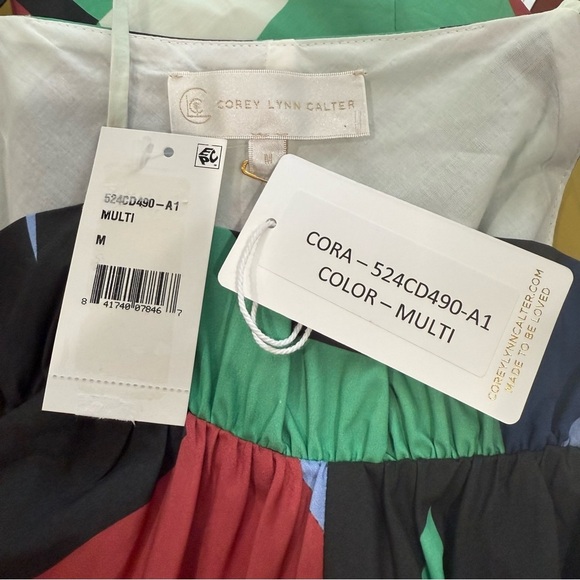 COREY LYNN CALTER
M
EPC
524CD490-A1
MULTI
M
8 41740 07846 7
CORA – 524CD490-A1
COLOR – MULTI
COREYLYNNCALTER.COM
MADE TO BE LOVED